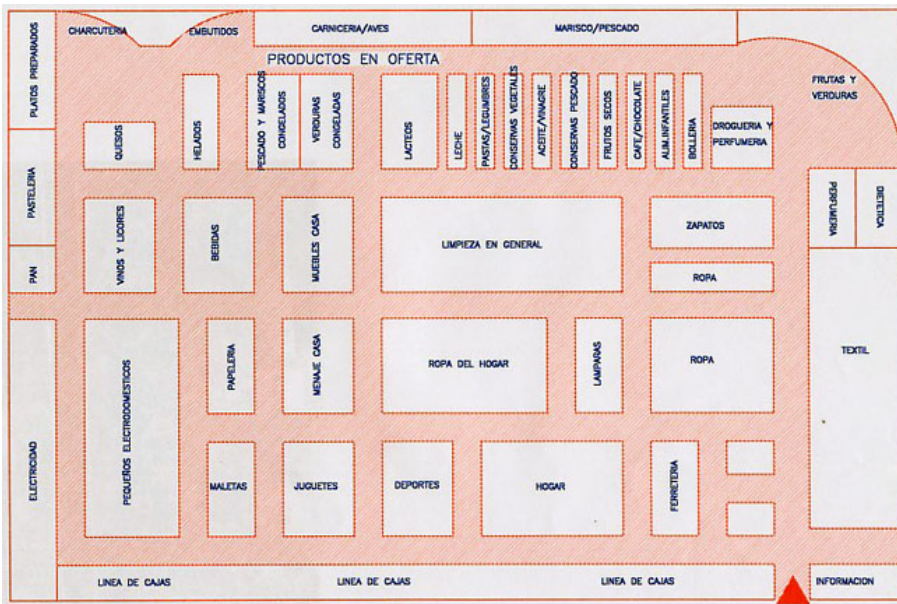 CHARCUTERIA
EMBUTIDOS
CARNICERIA/AVES
MARISCO/PESCADO
PLATOS PREPARADOS
PRODUCTOS EN OFERTA
FRUTAS Y
VERDURAS
QUESOS
HELADOS
PESCADO Y MARISCOS
CONGELADOS
VERDURAS
CONGELADAS
LACTEOS
LECHE
PASTAS/LEGUMBRES
CONSERVAS VEGETALES
ACEITE/VINAGRE
CONSERVAS PESCADO
FRUTOS SECOS
CAFE/CHOCOLATE
ALIM.INFANTILES
BOLLERIA
DROGUERIA Y
PERFUMERIA
PASTELERIA
VINOS Y LICORES
BEBIDAS
MUEBLES CASA
LIMPIEZA EN GENERAL
ZAPATOS
PERFUMERIA
DIETETICA
PAN
ROPA
ELECTRICIDAD
PEQUEÑOS ELECTRODOMESTICOS
PAPELERIA
MENAJE CASA
ROPA DEL HOGAR
LAMPARAS
ROPA
TEXTIL
MALETAS
JUGUETES
DEPORTES
HOGAR
FERRETERIA
LINEA DE CAJAS
LINEA DE CAJAS
LINEA DE CAJAS
INFORMACION